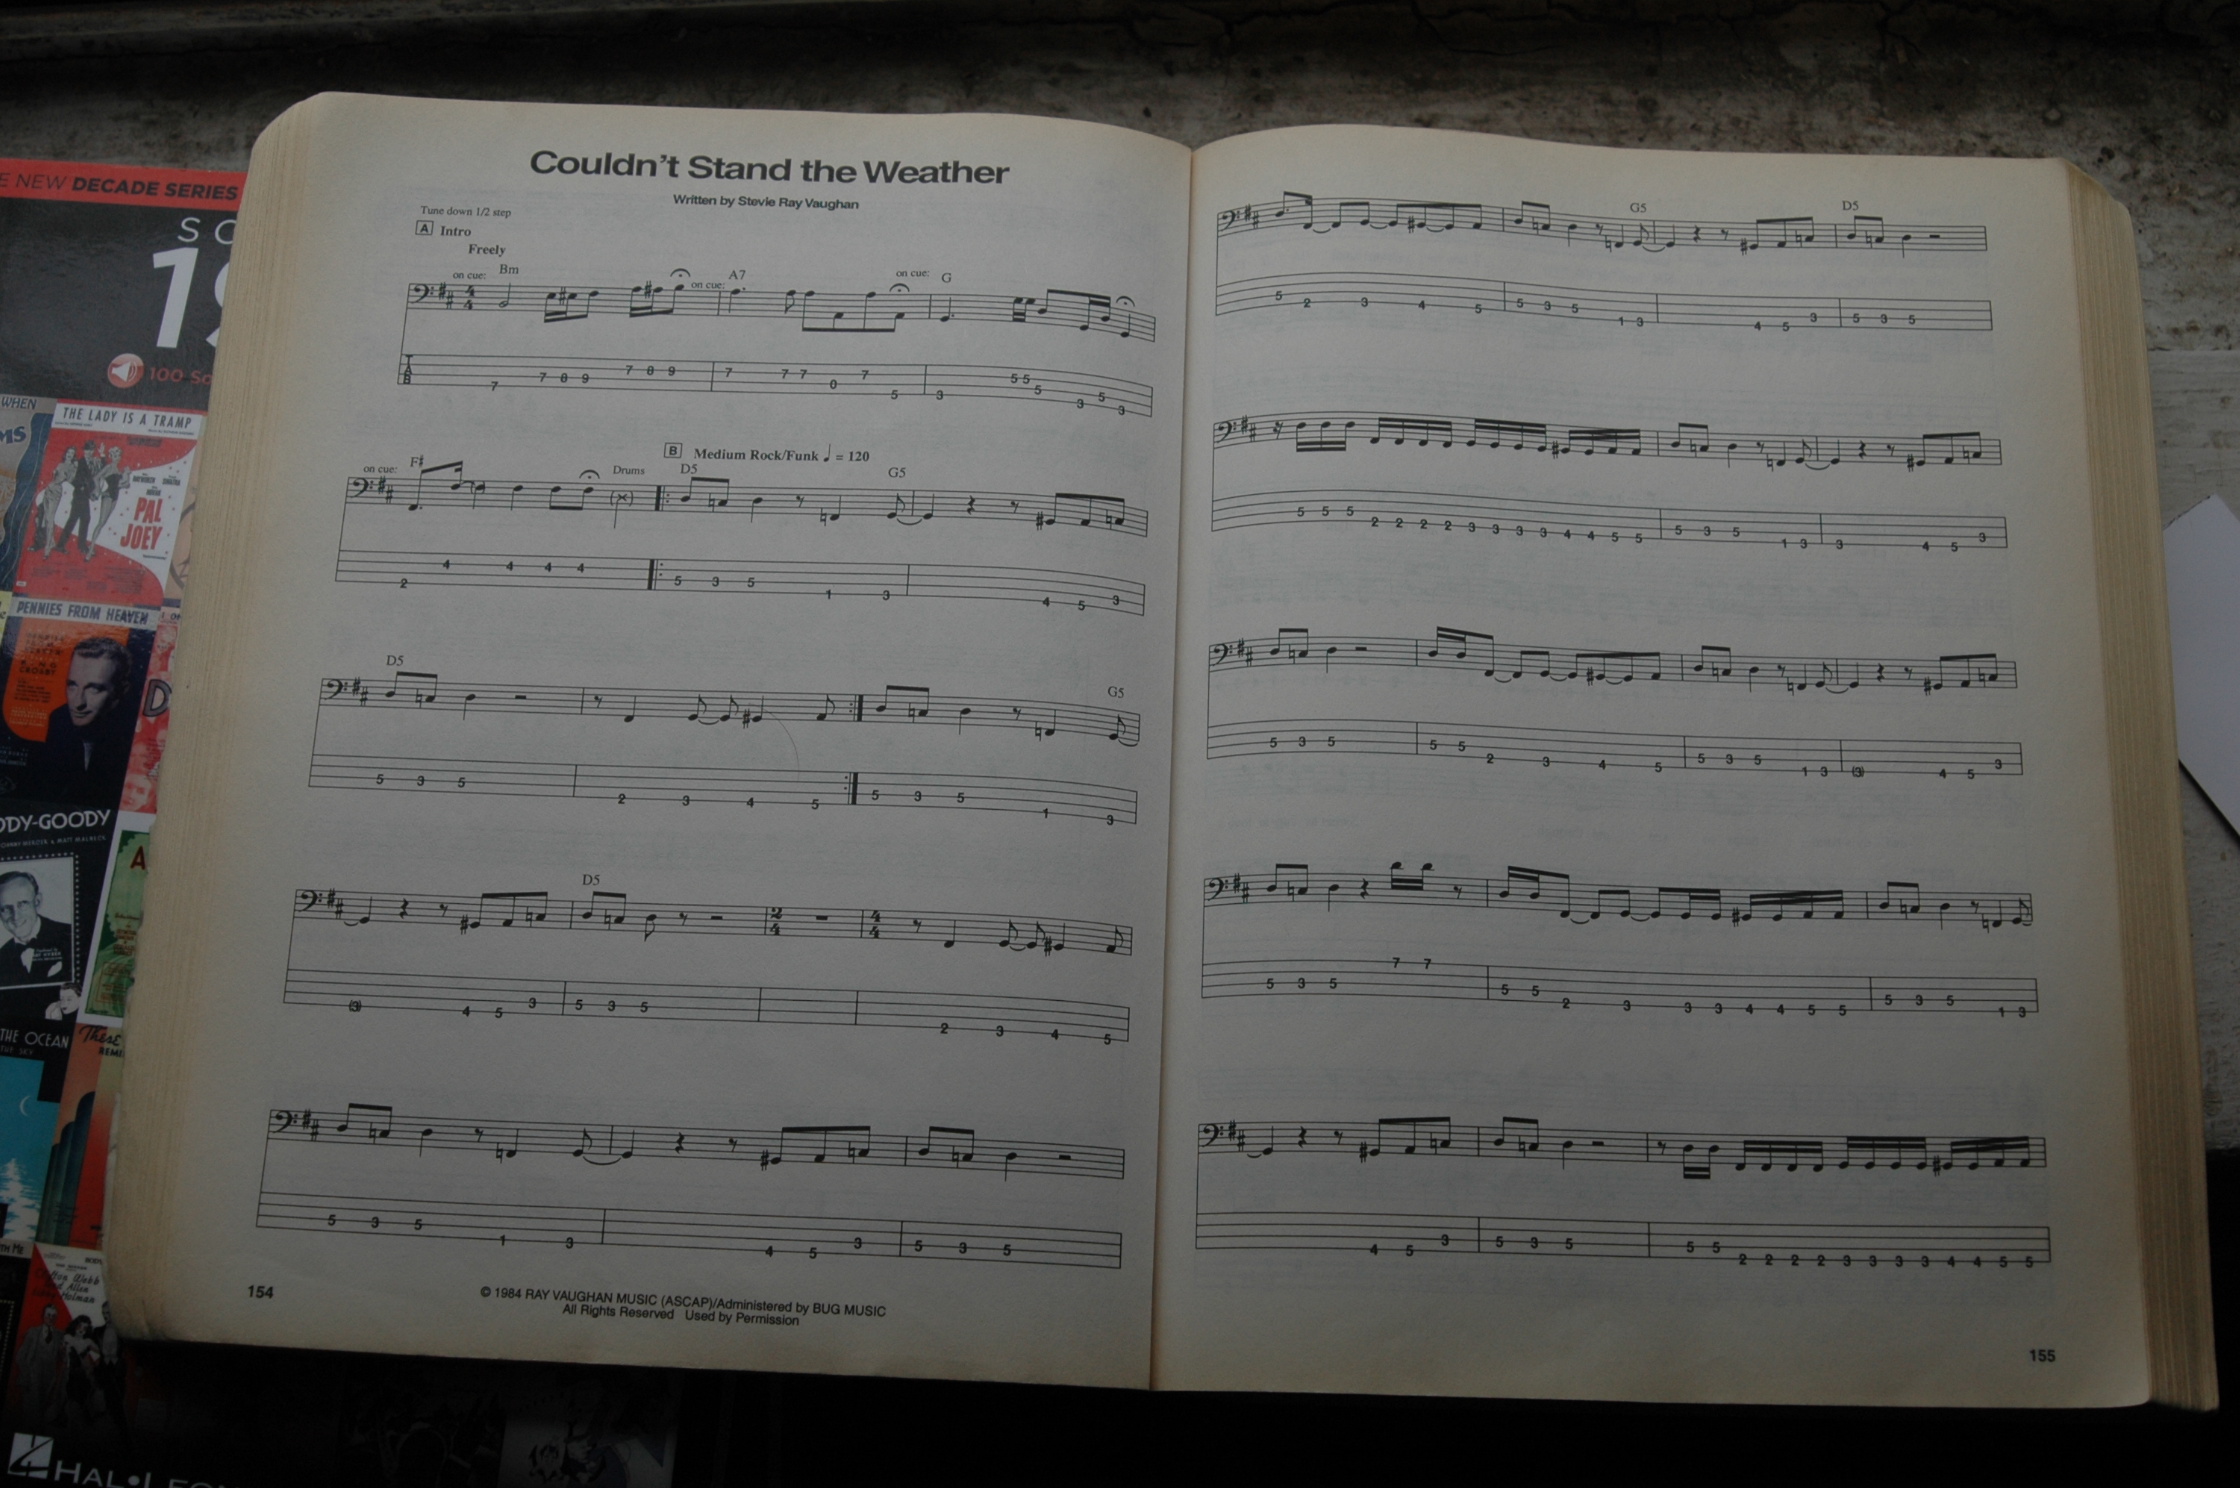 Couldn't Stand the Weather
Written by Stevie Ray Vaughan
Tune down 1/2 step
A Intro
Freely
on cue: Bm on cue: A7 on cue: G
4
4
T
A
B
7 7 8 9 7 8 9 7 7 7 0 7 5 3 5 5 5 3 5 3
B Medium Rock/Funk ♩ = 120
on cue: F♯ Drums D5 G5
2 4 4 4 4 5 3 5 1 3 4 5 3
D5 G5
5 3 5 2 3 4 5 5 3 5 1 3
D5
2 4
4 4
(3) 4 5 3 5 3 5 2 3 4 5
5 3 5 1 3 4 5 3 5 3 5
154
© 1984 RAY VAUGHAN MUSIC (ASCAP)/Administered by BUG MUSIC
All Rights Reserved Used by Permission
G5 D5
5 2 3 4 5 5 3 5 1 3 4 5 3 5 3 5
5 5 5 2 2 2 2 3 3 3 3 4 4 5 5 5 3 5 1 3 3 4 5 3
5 3 5 5 5 2 3 4 5 5 3 5 1 3 (3) 4 5 3
5 3 5 7 7 5 5 2 3 3 3 4 4 5 5 5 3 5 1 3
4 5 3 5 3 5 5 5 2 2 2 2 3 3 3 3 4 4 5 5
155
NEW DECADE SERIES
100 So
WHEN
THE LADY IS A TRAMP
PAL
JOEY
PENNIES FROM HEAVEN
DDY-GOODY
THE OCEAN
These
HAL•LEON